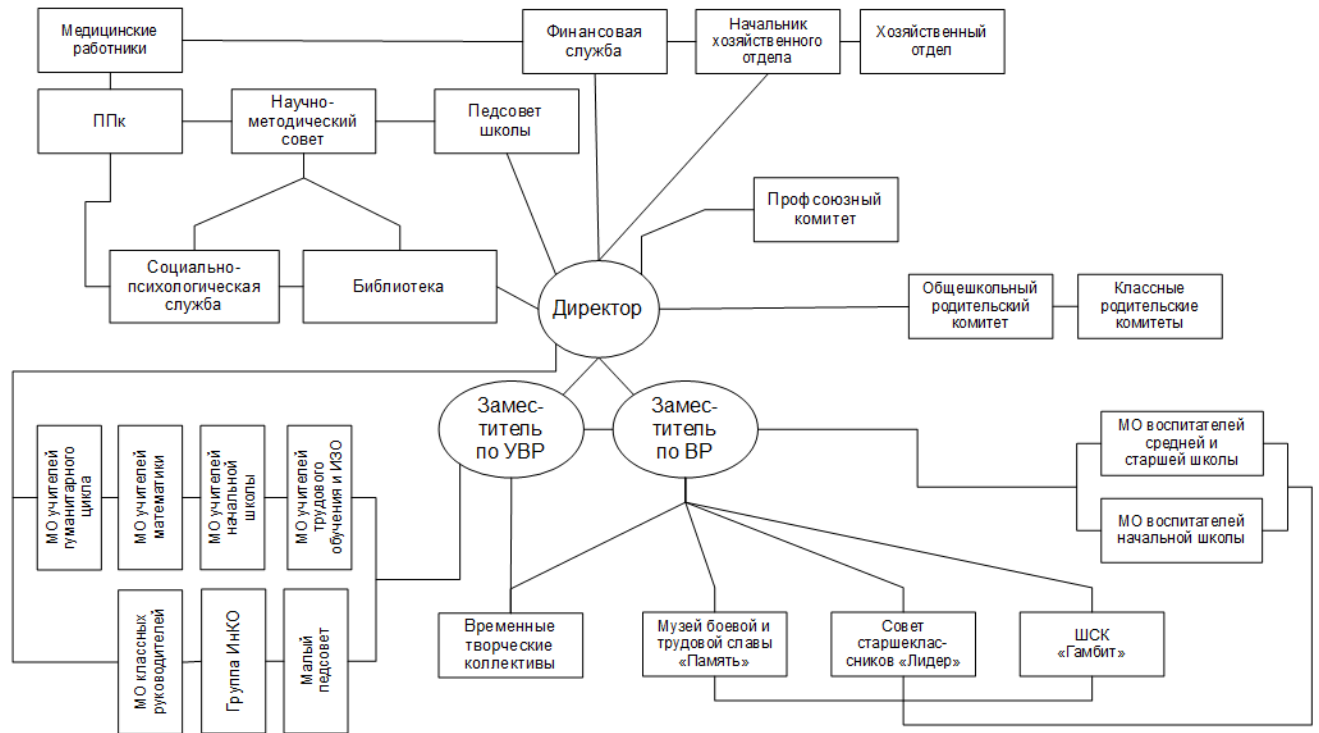 Медицинские
работники
Финансовая
служба
Начальник
хозяйственного
отдела
Хозяйственный
отдел
ППк
Научно-
методический
совет
Педсовет
школы
Профсоюзный
комитет
Социально-
психологическая
служба
Библиотека
Директор
Общешкольный
родительский
комитет
Классные
родительские
комитеты
Замес-
титель
по УВР
Замес-
титель
по ВР
МО воспитателей
средней и
старшей школы
МО воспитателей
начальной школы
МО учителей
гуманитарного
цикла
МО учителей
математики
МО учителей
начальной
школы
МО учителей
трудового
обучения и ИЗО
МО классных
руководителей
Группа ИнКО
Малый
педсовет
Временные
творческие
коллективы
Музей боевой и
трудовой славы
«Память»
Совет
старшеклас-
сников «Лидер»
ШСК
«Гамбит»